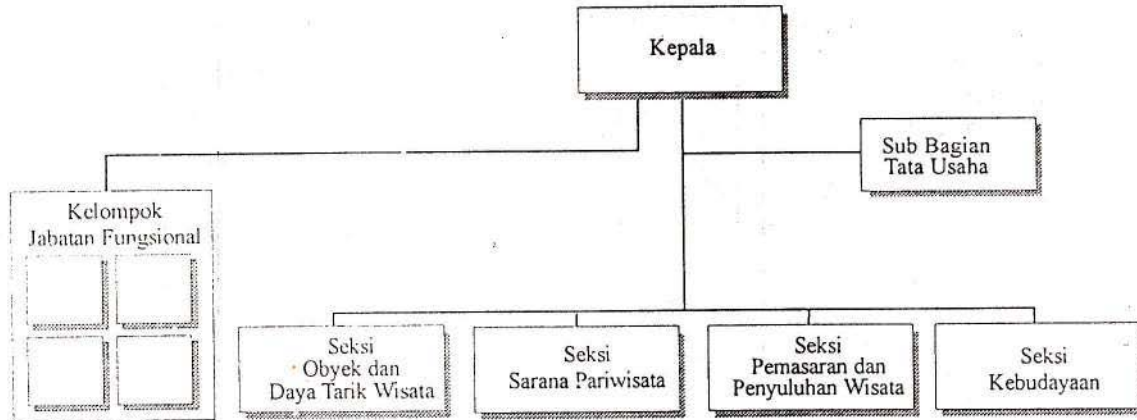 Kepala
Sub Bagian
Tata Usaha
Kelompok
Jabatan Fungsional
Seksi
Obyek dan
Daya Tarik Wisata
Seksi
Sarana Pariwisata
Seksi
Pemasaran dan
Penyuluhan Wisata
Seksi
Kebudayaan